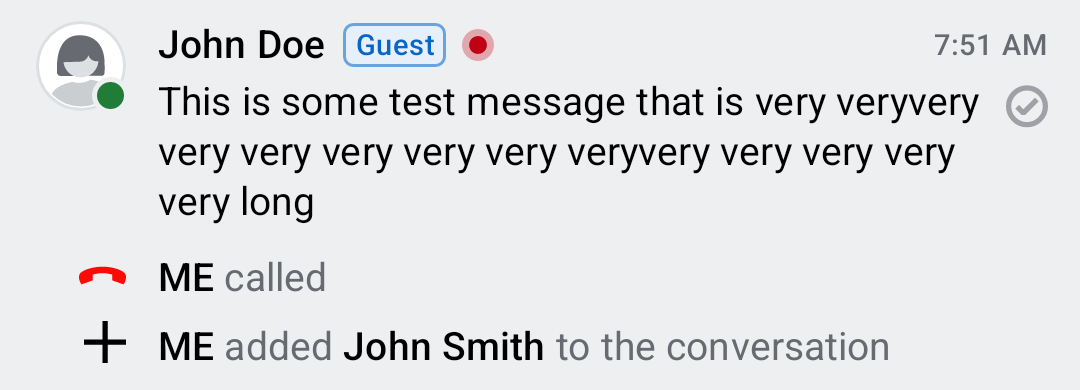 John Doe Guest 7:51 AM
This is some test message that is very veryvery
very very very very very veryvery very very very
very long
ME called
ME added John Smith to the conversation